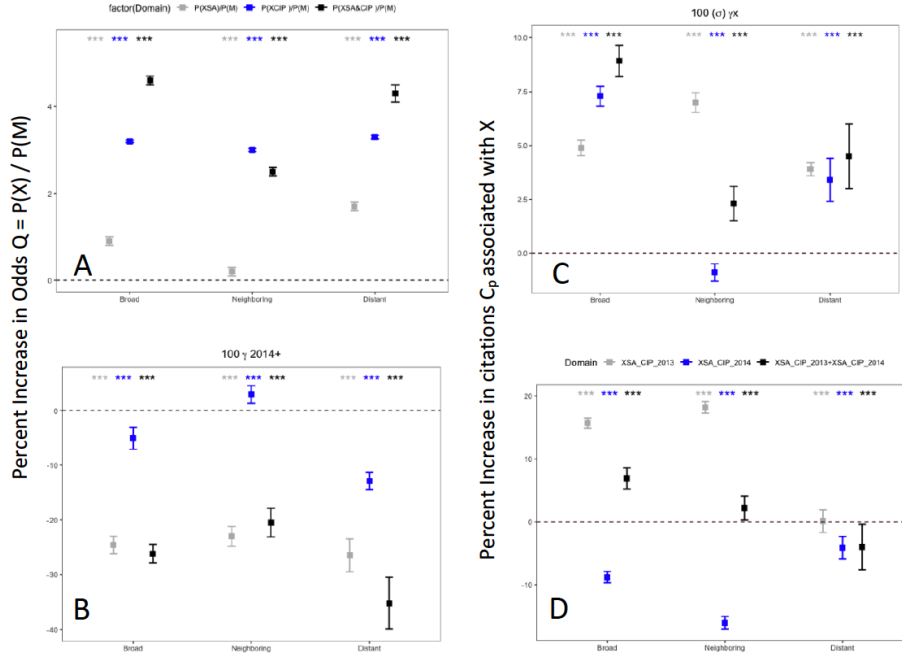 factor(Domain) P(XSA)/P(M) P(XCIP )/P(M) P(XSA&CIP )/P(M)
*** *** *** *** *** *** *** *** ***
4
2
0
A
Broad Neighboring Distant
Percent Increase in Odds Q = P(X) / P(M)
100 γ 2014+
*** *** *** *** *** *** *** *** ***
0
-10
-20
-30
-40
B
Broad Neighboring Distant
100 (σ) γx
*** *** *** *** *** *** *** *** ***
10.0
7.5
5.0
2.5
0.0
C
Broad Neighboring Distant
Percent Increase in citations Cp associated with X
Domain XSA_CIP_2013 XSA_CIP_2014 XSA_CIP_2013+XSA_CIP_2014
*** *** *** *** *** *** *** *** ***
20
10
0
-10
D
Broad Neighboring Distant